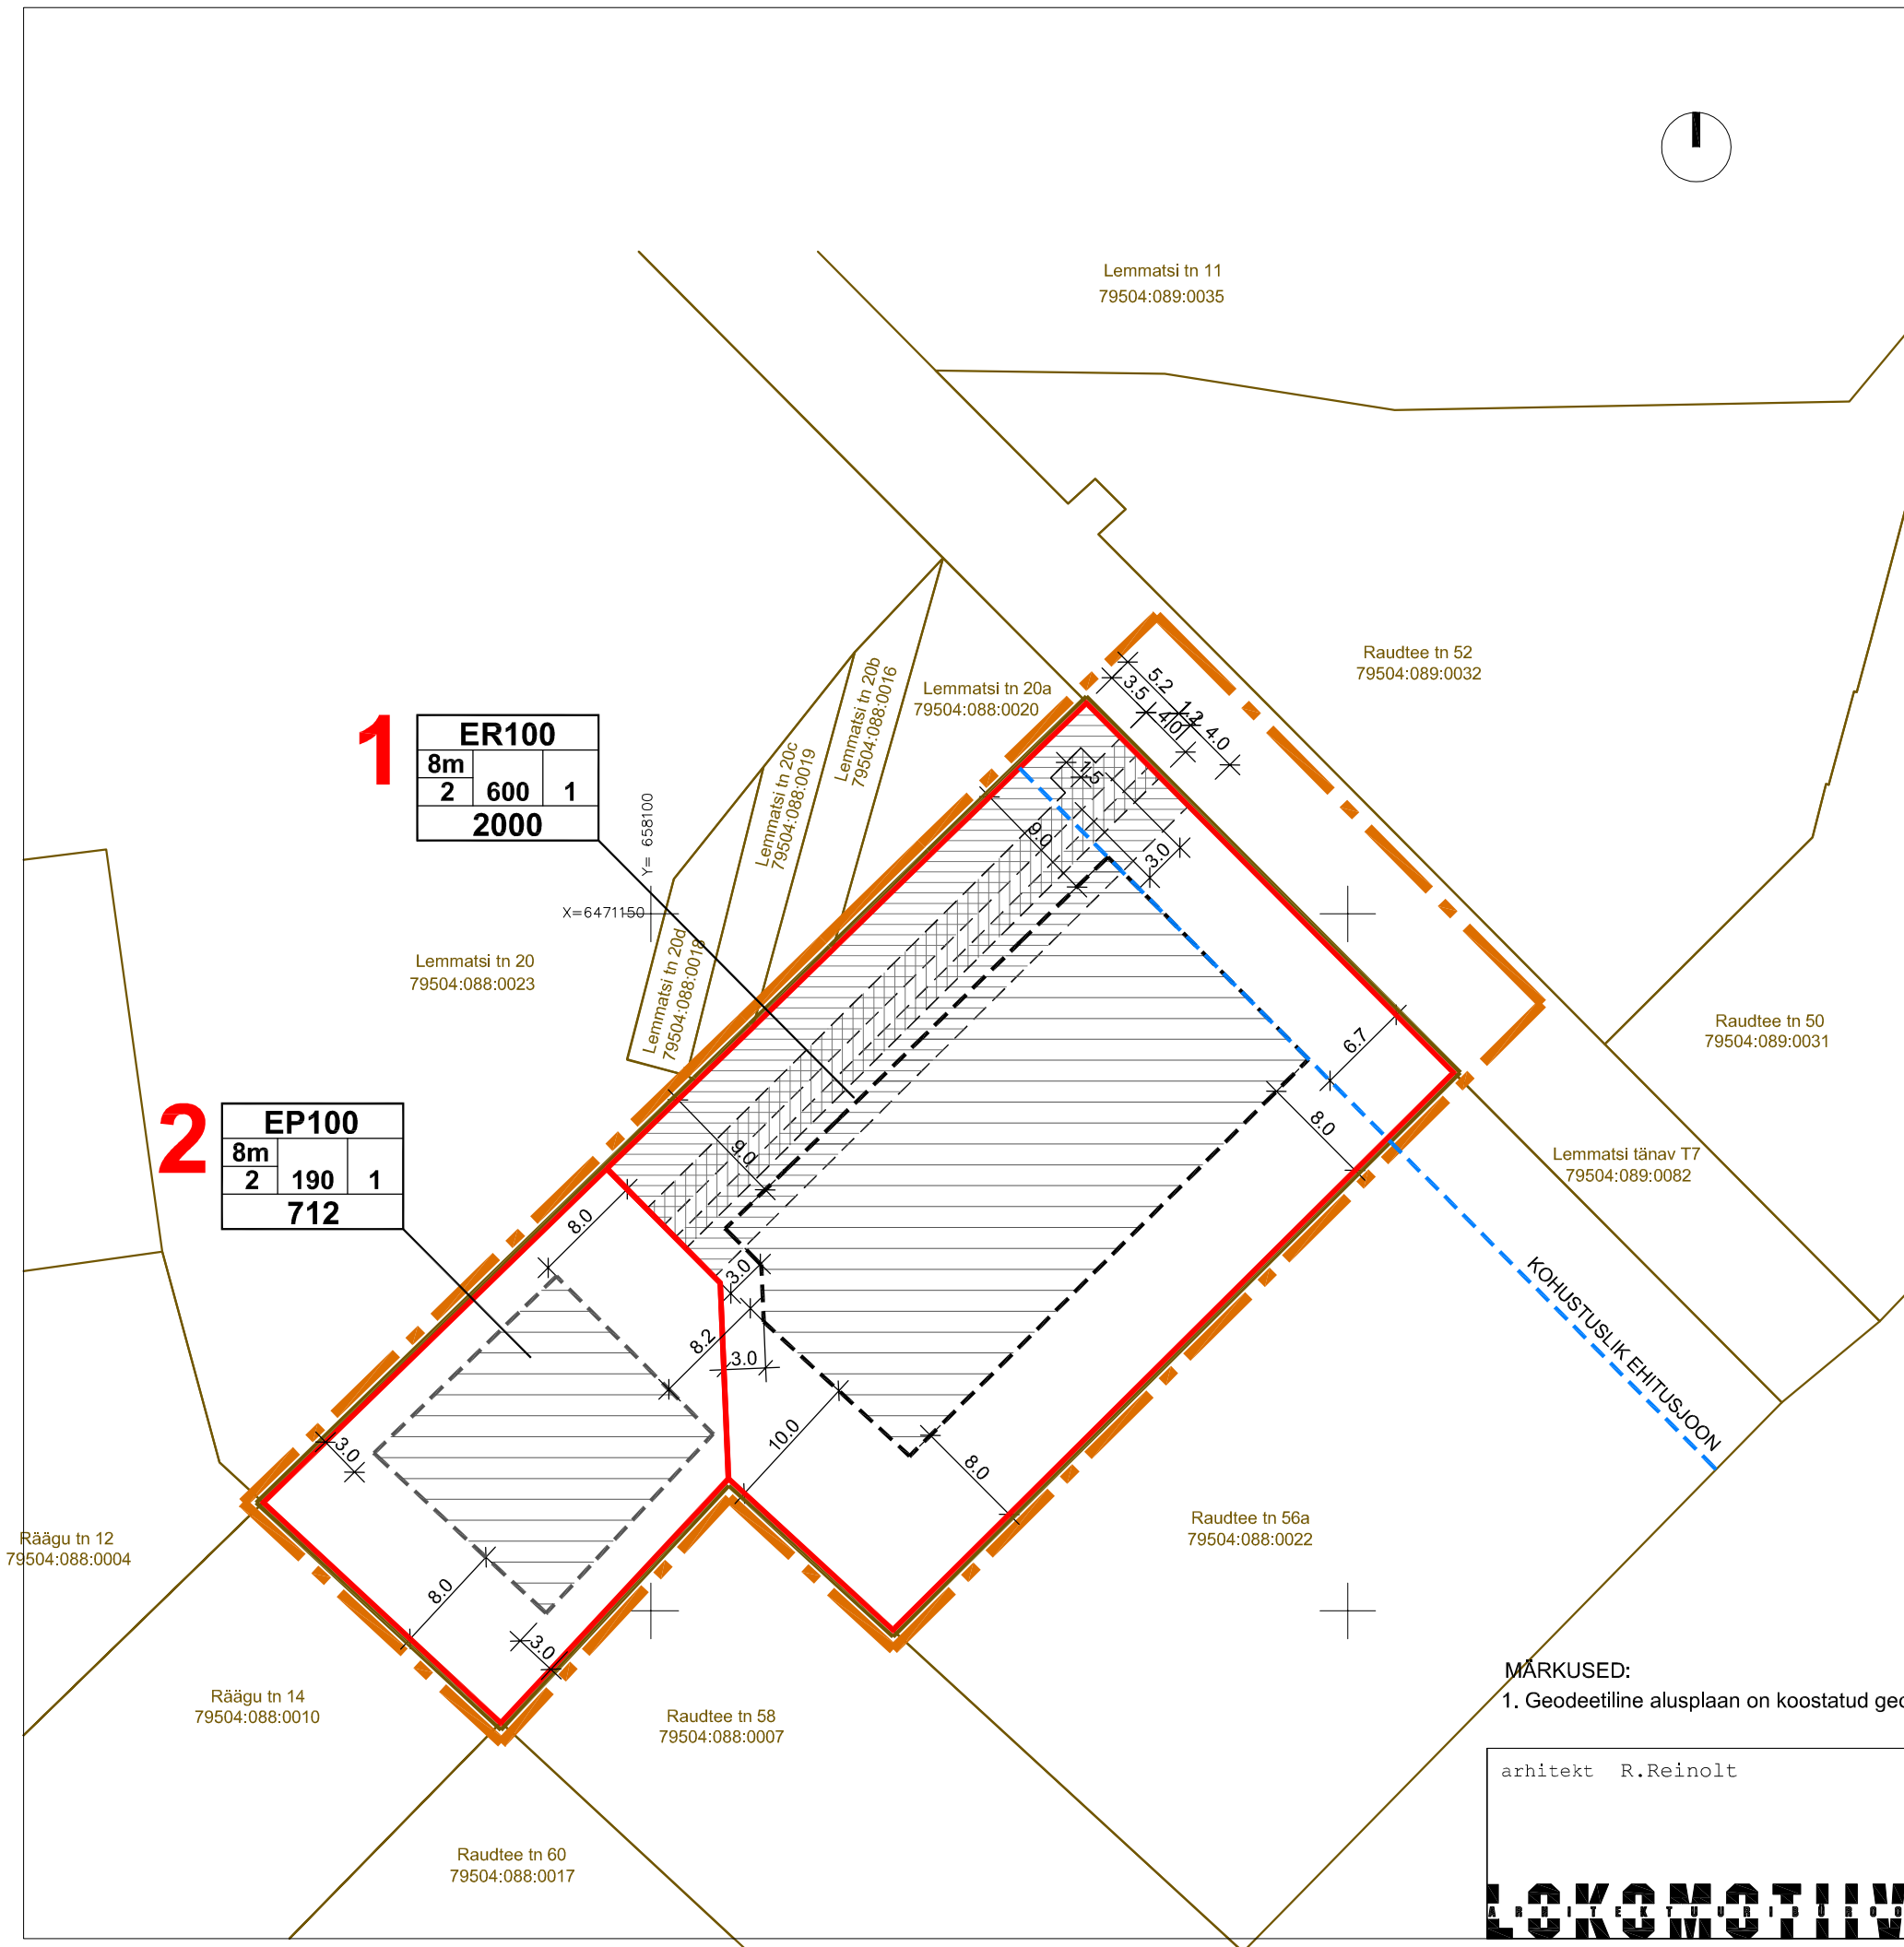 Lemmatsi tn 11
79504:089:0035
Raudtee tn 52
79504:089:0032
Lemmatsi tn 20a
79504:088:0020
Lemmatsi tn 20b
79504:088:0016
Lemmatsi tn 20c
79504:088:0019
Lemmatsi tn 20d
79504:088:0018
1
ER100
8m
2
600
1
2000
Y= 658100
X=6471150
Lemmatsi tn 20
79504:088:0023
5.2
3.5
1.2
4.0
4.0
1.5
9.0
3.0
Raudtee tn 50
79504:089:0031
6.7
8.0
9.0
2
EP100
8m
2
190
1
712
Lemmatsi tänav T7
79504:089:0082
8.0
3.0
8.2
3.0
KOHUSTUSLIK EHITUSJOON
10.0
3.0
8.0
Räägu tn 12
79504:088:0004
Raudtee tn 56a
79504:088:0022
8.0
3.0
Räägu tn 14
79504:088:0010
Raudtee tn 58
79504:088:0007
MÄRKUSED:
1. Geodeetiline alusplaan on koostatud geo
arhitekt R.Reinolt
Raudtee tn 60
79504:088:0017
LOKOMOTIIV
ARHITEKTUURIBÜROO